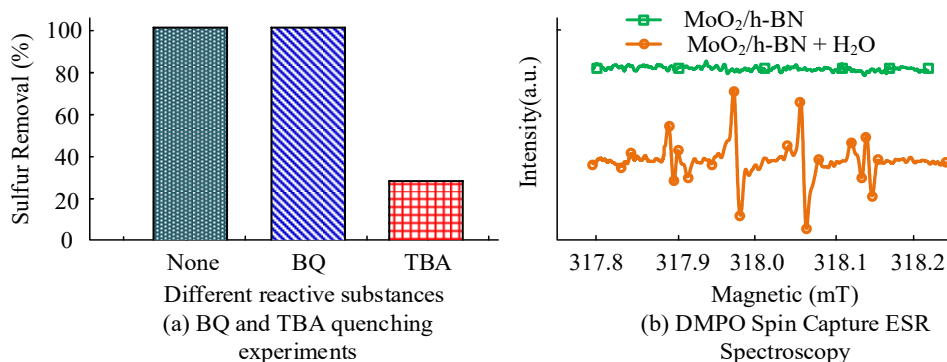 Sulfur Removal (%)
100
80
60
40
20
0
None BQ TBA
Different reactive substances
(a) BQ and TBA quenching
experiments
MoO₂/h-BN
MoO₂/h-BN + H₂O
Intensity(a.u.)
317.8 317.9 318.0 318.1 318.2
Magnetic (mT)
(b) DMPO Spin Capture ESR
Spectroscopy